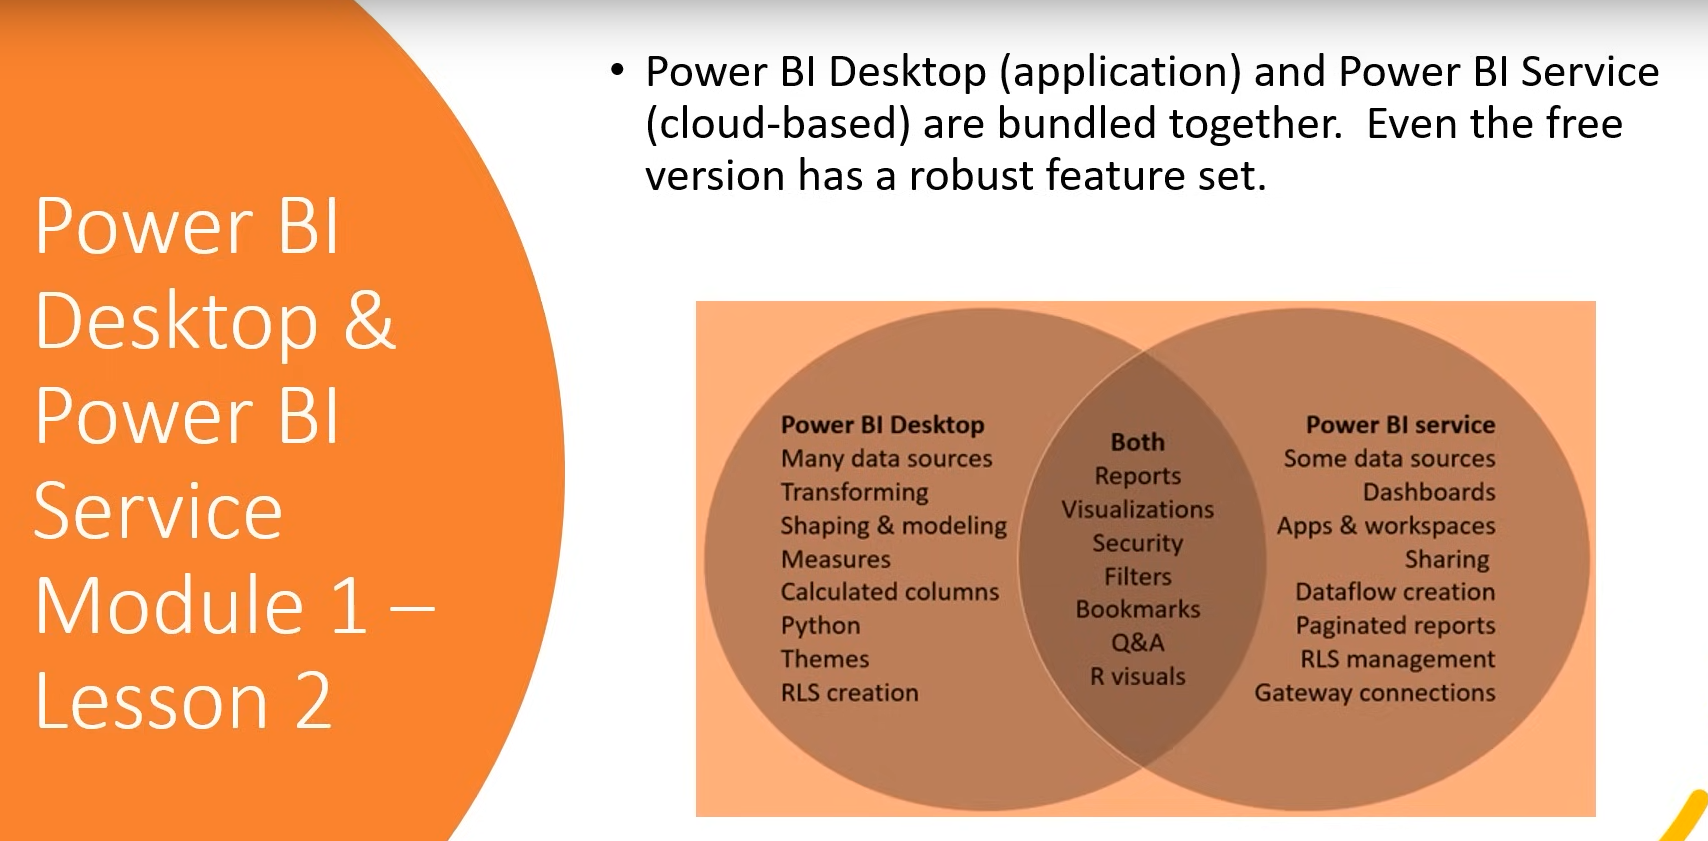 Power BI
Desktop &
Power BI
Service
Module 1 –
Lesson 2
• Power BI Desktop (application) and Power BI Service
(cloud-based) are bundled together.  Even the free
version has a robust feature set.
Power BI Desktop
Many data sources
Transforming
Shaping & modeling
Measures
Calculated columns
Python
Themes
RLS creation
Both
Reports
Visualizations
Security
Filters
Bookmarks
Q&A
R visuals
Power BI service
Some data sources
Dashboards
Apps & workspaces
Sharing
Dataflow creation
Paginated reports
RLS management
Gateway connections